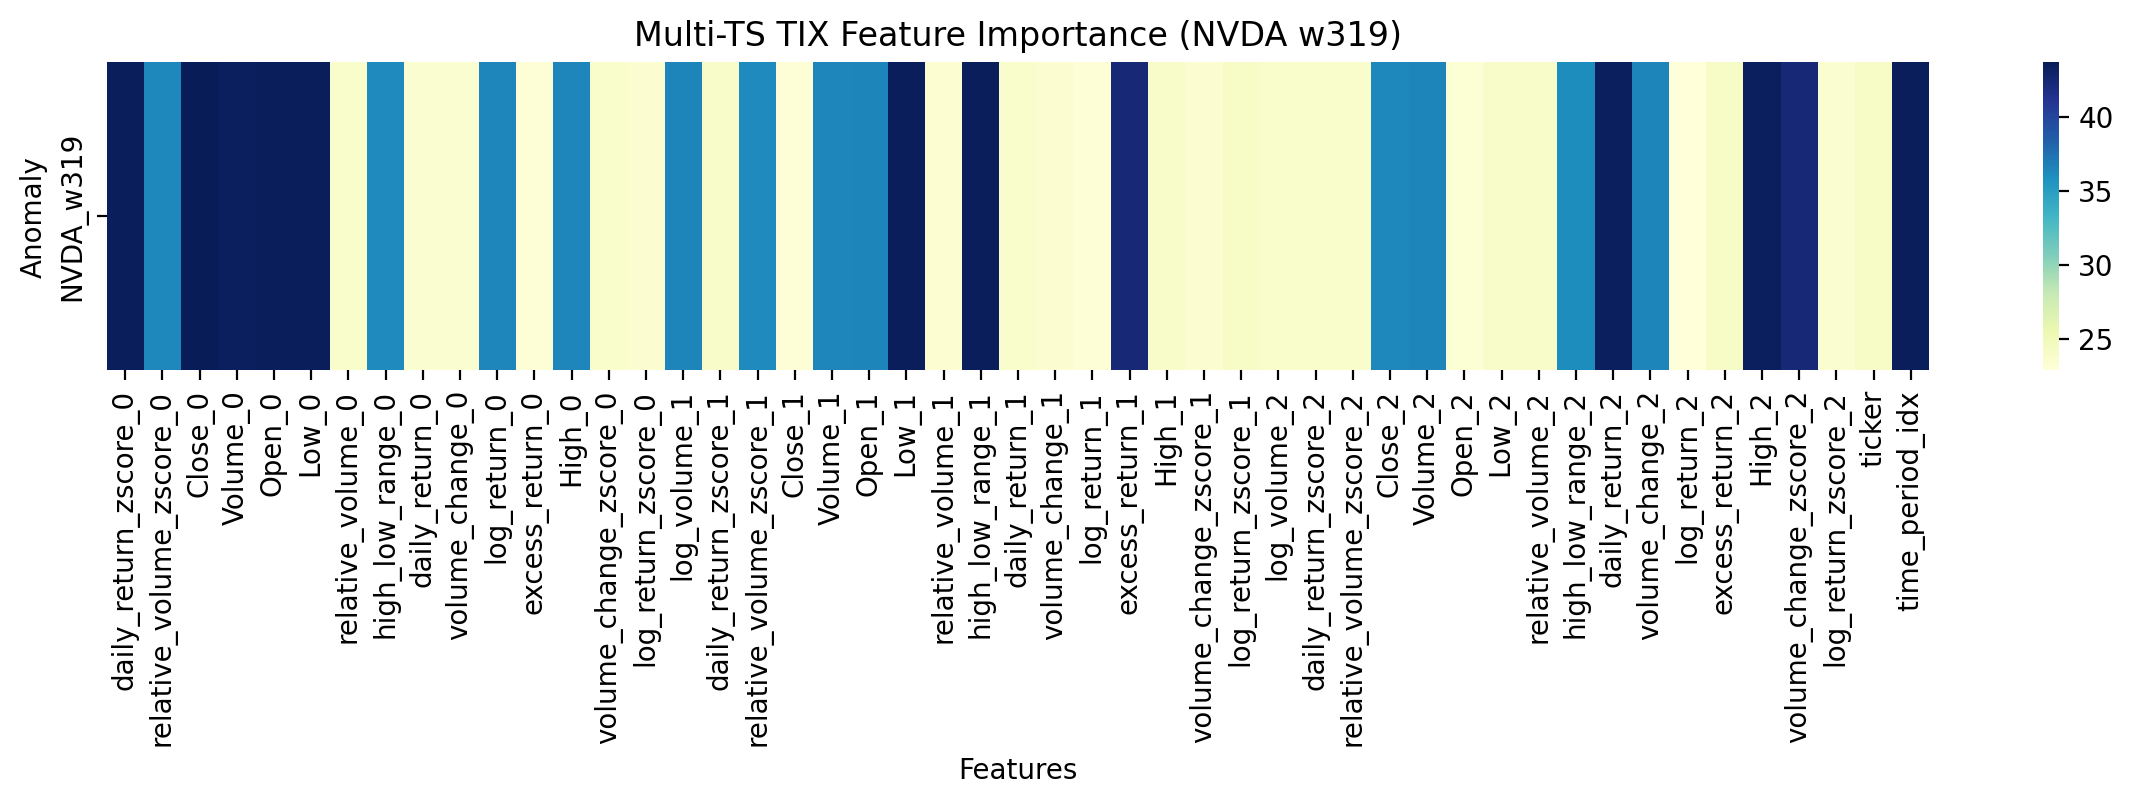 Multi-TS TIX Feature Importance (NVDA w319)
Anomaly
NVDA_w319
40
35
30
25
daily_return_zscore_0
relative_volume_zscore_0
Close_0
Volume_0
Open_0
Low_0
relative_volume_0
high_low_range_0
daily_return_0
volume_change_0
log_return_0
excess_return_0
High_0
volume_change_zscore_0
log_return_zscore_0
log_volume_1
daily_return_zscore_1
relative_volume_zscore_1
Close_1
Volume_1
Open_1
Low_1
relative_volume_1
high_low_range_1
daily_return_1
volume_change_1
log_return_1
excess_return_1
High_1
volume_change_zscore_1
log_return_zscore_1
log_volume_2
daily_return_zscore_2
relative_volume_zscore_2
Close_2
Volume_2
Open_2
Low_2
relative_volume_2
high_low_range_2
daily_return_2
volume_change_2
log_return_2
excess_return_2
High_2
volume_change_zscore_2
log_return_zscore_2
ticker
time_period_idx
Features